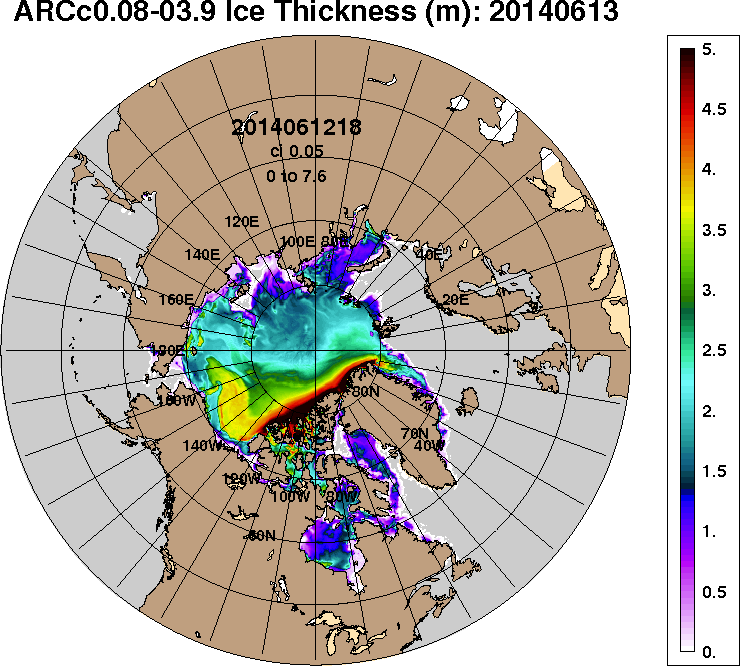 ARCc0.08-03.9 Ice Thickness (m): 20140613
2014061218
ci 0.05
0 to 7.6
120E
140E
100E
80E
40E
160E
20E
180E
160W
80N
140W
70N
40W
120W
100W
80W
60N
5.
4.5
4.
3.5
3.
2.5
2.
1.5
1.
0.5
0.